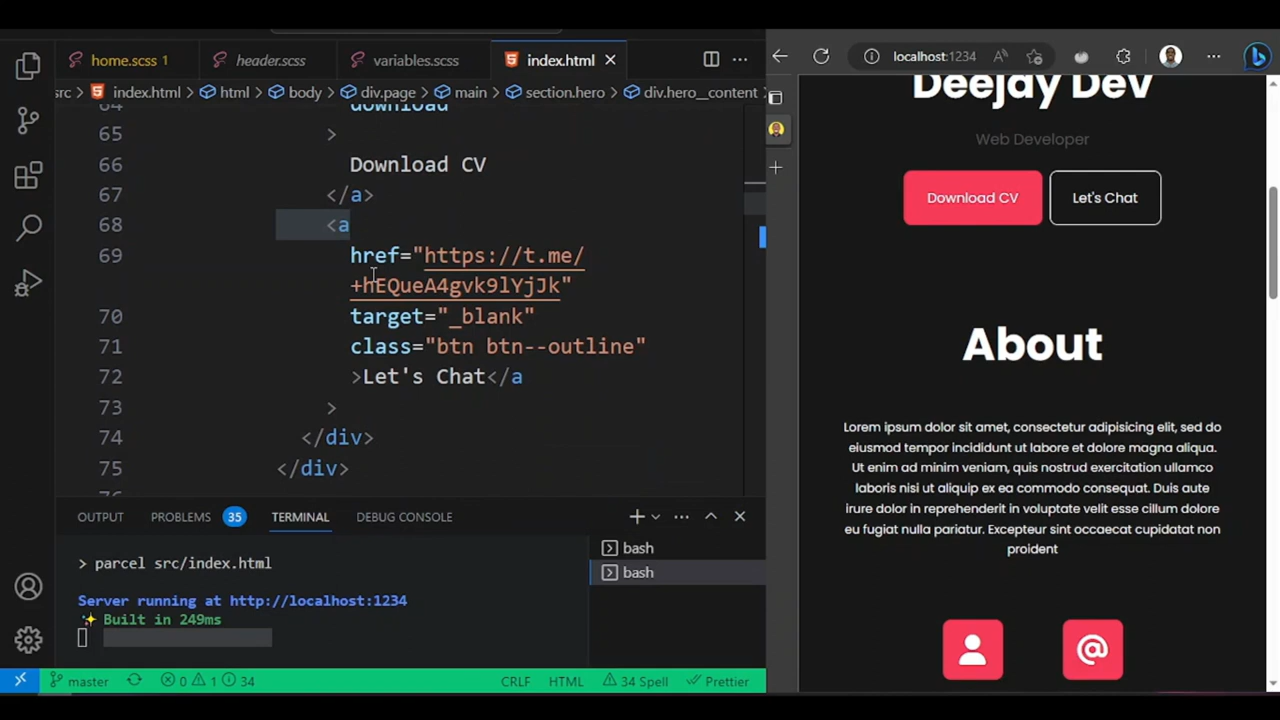 home.scss 1
header.scss
variables.scss
index.html
src > index.html > html > body > div.page > main > section.hero > div.hero__content
64 download
65 >
66 Download CV
67 </a>
68 <a
69 href="https://t.me/
+hEQueA4gvk9lYjJk"
70 target="_blank"
71 class="btn btn--outline"
72 >Let's Chat</a
73 >
74 </div>
75 </div>
OUTPUT PROBLEMS 35 TERMINAL DEBUG CONSOLE
> parcel src/index.html
Server running at http://localhost:1234
✨ Built in 249ms
bash
bash
master 0 1 34 CRLF HTML 34 Spell Prettier
localhost:1234
Deejay Dev
Web Developer
Download CV Let's Chat
About
Lorem ipsum dolor sit amet, consectetur adipisicing elit, sed do
eiusmod tempor incididunt ut labore et dolore magna aliqua.
Ut enim ad minim veniam, quis nostrud exercitation ullamco
laboris nisi ut aliquip ex ea commodo consequat. Duis aute
irure dolor in reprehenderit in voluptate velit esse cillum dolore
eu fugiat nulla pariatur. Excepteur sint occaecat cupidatat non
proident
@